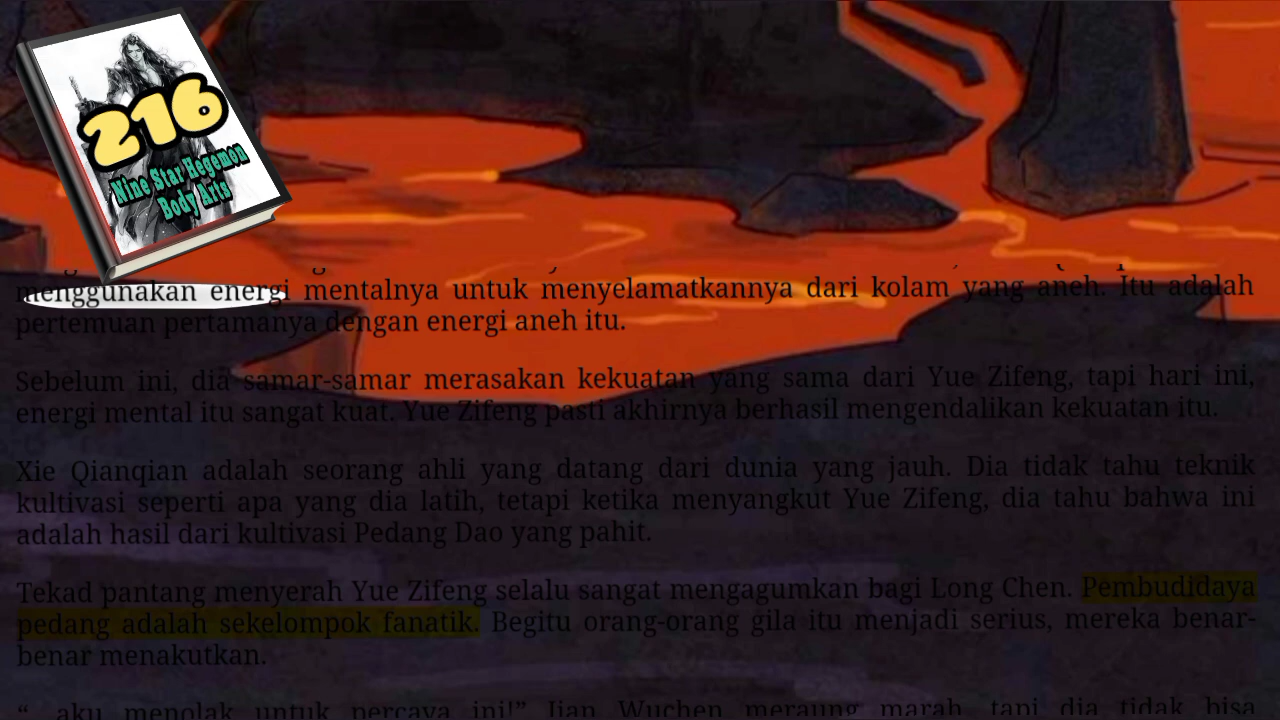 216
Nine Star Hegemon
Body Arts
menggunakan energi mentalnya untuk menyelamatkannya dari kolam yang aneh. Itu adalah
pertemuan pertamanya dengan energi aneh itu.
Sebelum ini, dia samar-samar merasakan kekuatan yang sama dari Yue Zifeng, tapi hari ini,
energi mental itu sangat kuat. Yue Zifeng pasti akhirnya berhasil mengendalikan kekuatan itu.
Xie Qianqian adalah seorang ahli yang datang dari dunia yang jauh. Dia tidak tahu teknik
kultivasi seperti apa yang dia latih, tetapi ketika menyangkut Yue Zifeng, dia tahu bahwa ini
adalah hasil dari kultivasi Pedang Dao yang pahit.
Tekad pantang menyerah Yue Zifeng selalu sangat mengagumkan bagi Long Chen. Pembudidaya
pedang adalah sekelompok fanatik. Begitu orang-orang gila itu menjadi serius, mereka benar-
benar menakutkan.
“ aku menolak untuk percaya ini!” Jian Wuchen meraung marah, tapi dia tidak bisa